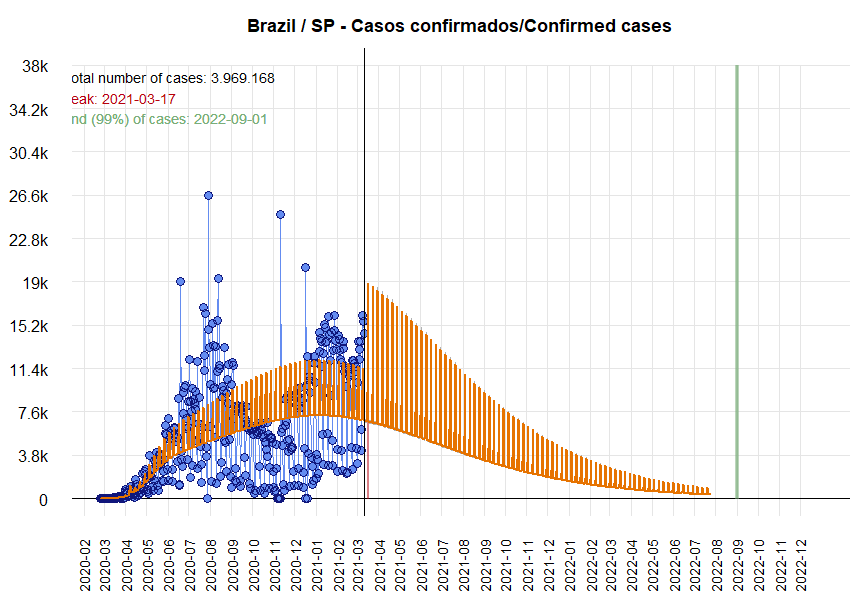 Brazil / SP - Casos confirmados/Confirmed cases
38k
34.2k
30.4k
26.6k
22.8k
19k
15.2k
11.4k
7.6k
3.8k
0
otal number of cases: 3.969.168
eak: 2021-03-17
nd (99%) of cases: 2022-09-01
2020-02
2020-03
2020-04
2020-05
2020-06
2020-07
2020-08
2020-09
2020-10
2020-11
2020-12
2021-01
2021-02
2021-03
2021-04
2021-05
2021-06
2021-07
2021-08
2021-09
2021-10
2021-11
2021-12
2022-01
2022-02
2022-03
2022-04
2022-05
2022-06
2022-07
2022-08
2022-09
2022-10
2022-11
2022-12